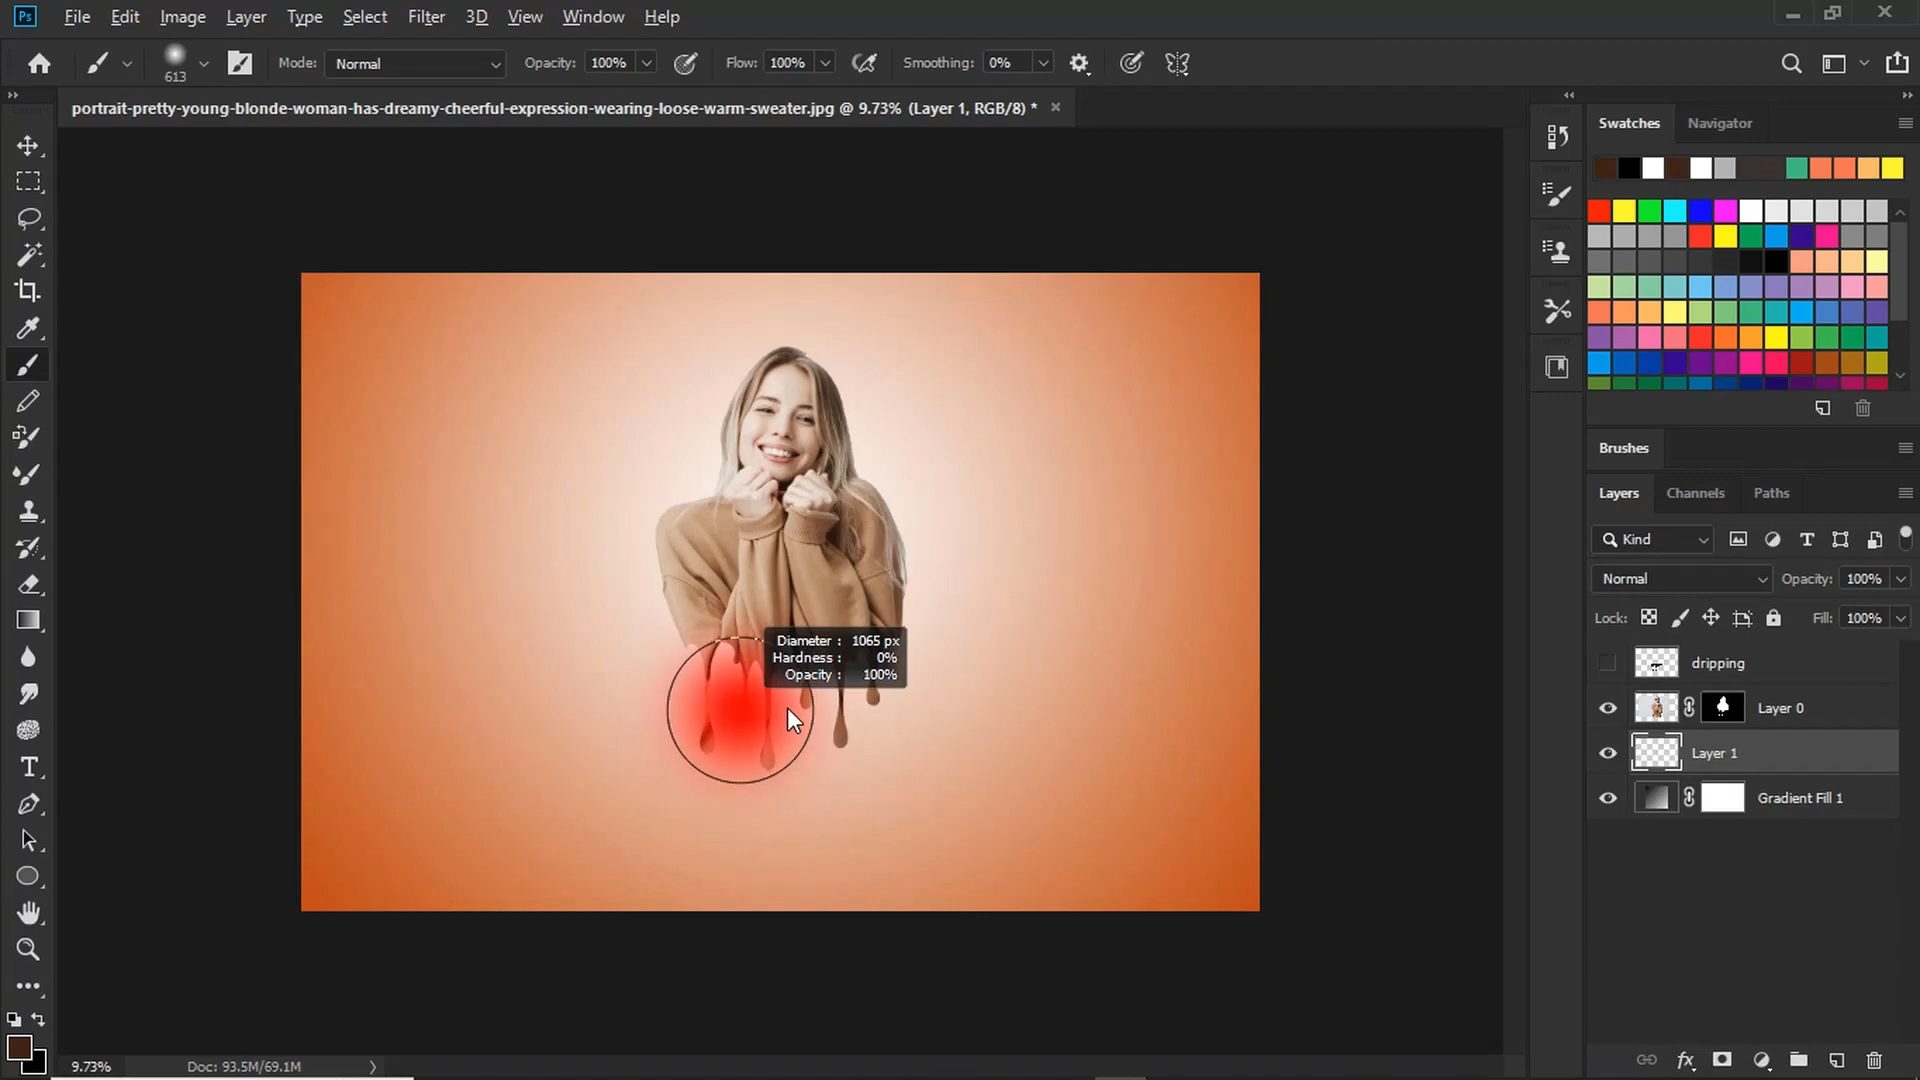 Ps File Edit Image Layer Type Select Filter 3D View Window Help
613 Mode: Normal Opacity: 100% Flow: 100% Smoothing: 0%
portrait-pretty-young-blonde-woman-has-dreamy-cheerful-expression-wearing-loose-warm-sweater.jpg @ 9.73% (Layer 1, RGB/8) *
Swatches Navigator
Brushes
Layers Channels Paths
Kind
Normal Opacity: 100%
Lock: Fill: 100%
dripping
Layer 0
Layer 1
Gradient Fill 1
Diameter : 1065 px
Hardness : 0%
Opacity : 100%
9.73% Doc: 93.5M/69.1M